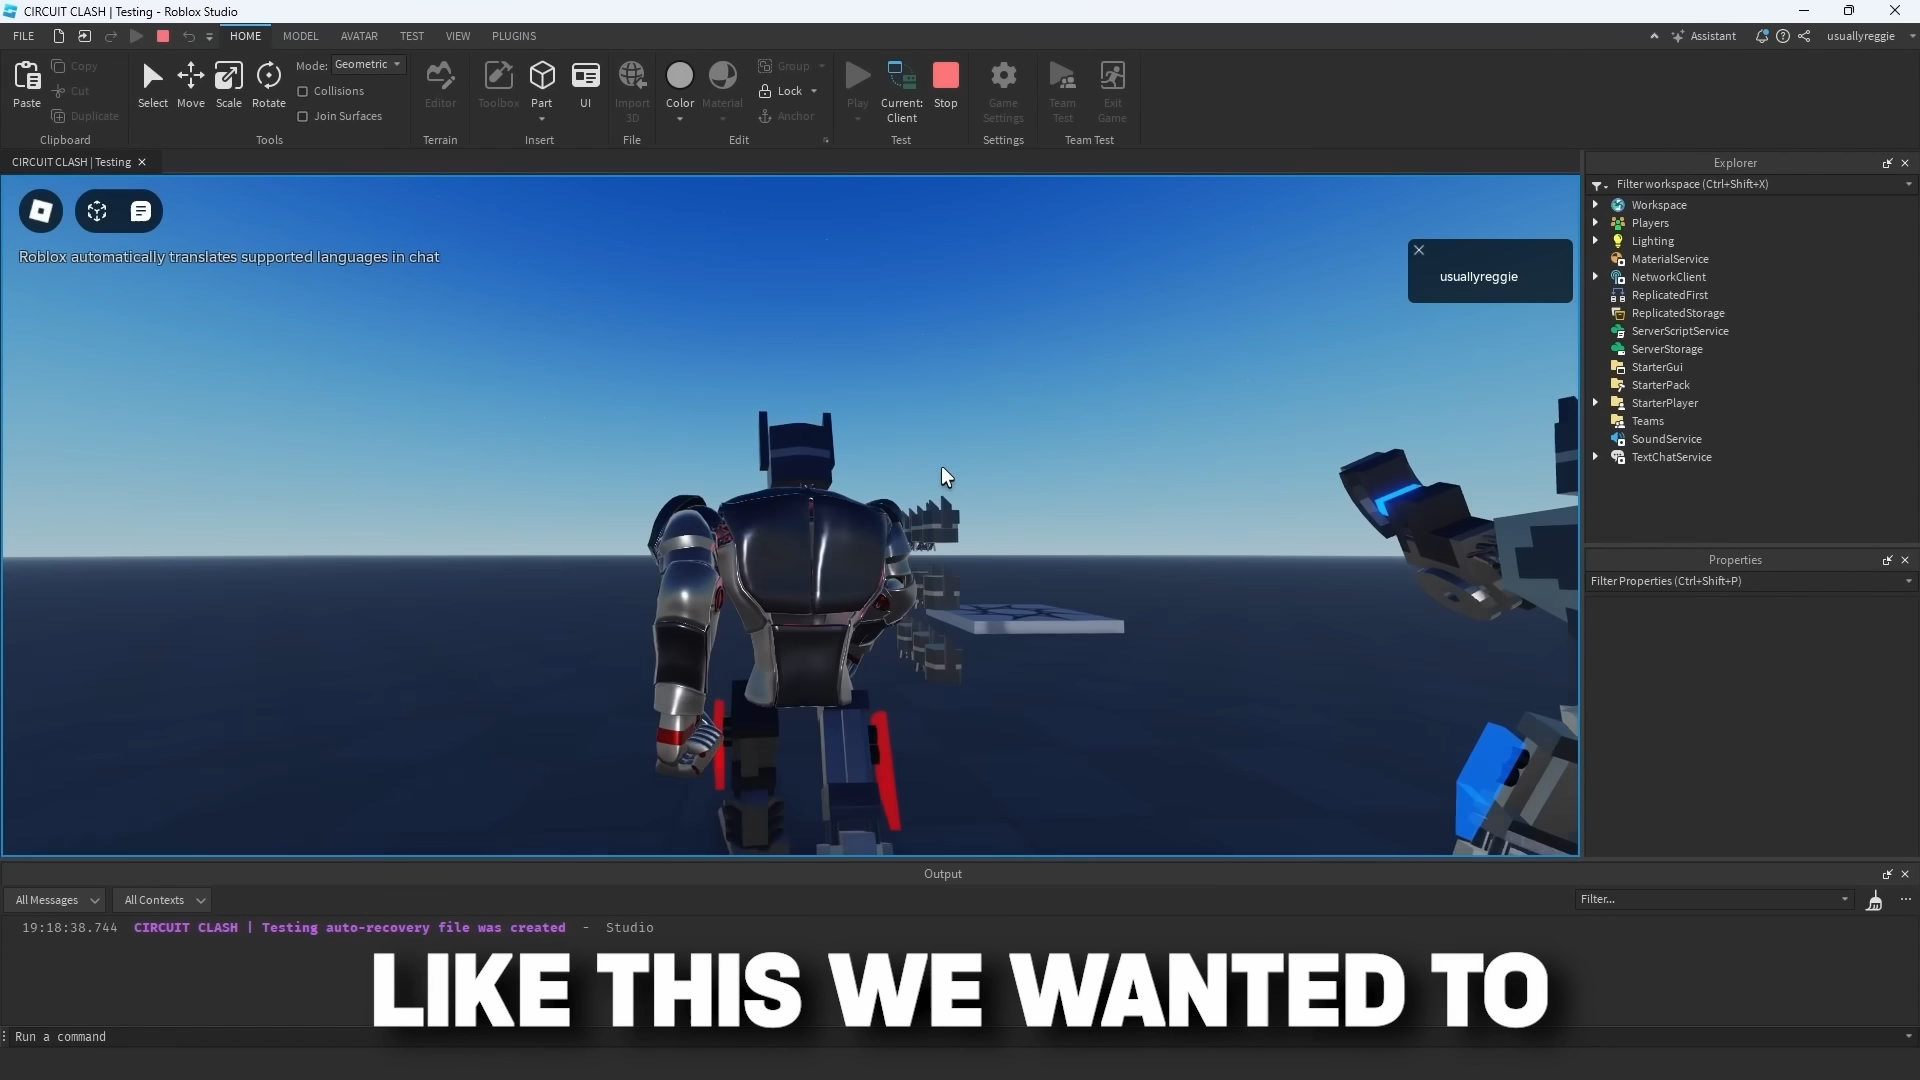 CIRCUIT CLASH | Testing - Roblox Studio
FILE HOME MODEL AVATAR TEST VIEW PLUGINS Assistant usuallyreggie
Paste Copy Cut Duplicate Clipboard
Select Move Scale Rotate Mode: Geometric Collisions Join Surfaces Tools
Editor Terrain
Toolbox Part UI Insert
Import 3D File
Color Material Group Lock Anchor Edit
Play Current: Client Stop Test
Game Settings Settings
Team Test Exit Game Team Test
CIRCUIT CLASH | Testing
Roblox automatically translates supported languages in chat
usuallyreggie
Explorer
Filter workspace (Ctrl+Shift+X)
Workspace
Players
Lighting
MaterialService
NetworkClient
ReplicatedFirst
ReplicatedStorage
ServerScriptService
ServerStorage
StarterGui
StarterPack
StarterPlayer
Teams
SoundService
TextChatService
Properties
Filter Properties (Ctrl+Shift+P)
Output
All Messages All Contexts Filter...
19:18:38.744 CIRCUIT CLASH | Testing auto-recovery file was created - Studio
LIKE THIS WE WANTED TO
Run a command